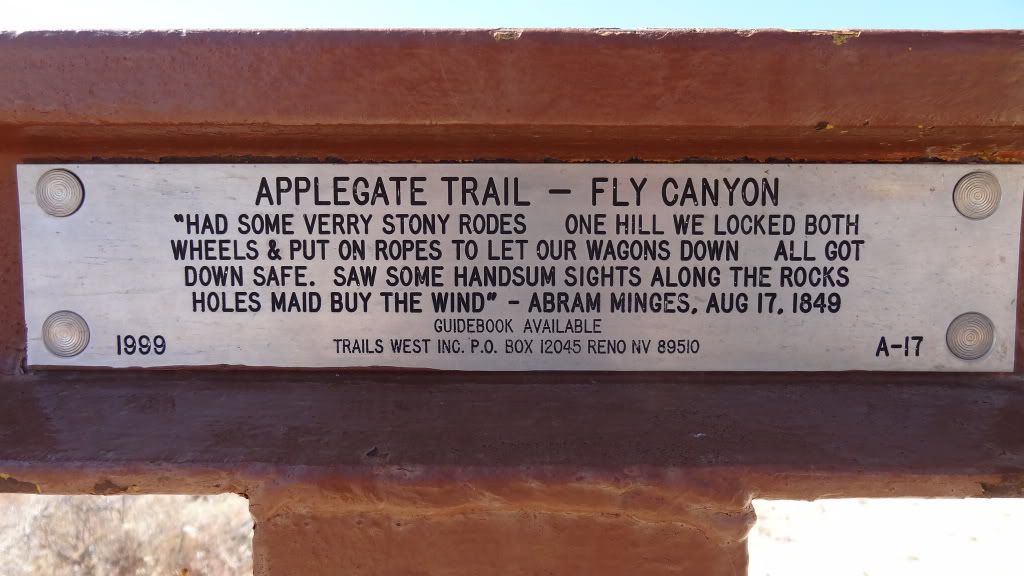 APPLEGATE TRAIL — FLY CANYON
"HAD SOME VERRY STONY RODES ONE HILL WE LOCKED BOTH
WHEELS & PUT ON ROPES TO LET OUR WAGONS DOWN ALL GOT
DOWN SAFE. SAW SOME HANDSUM SIGHTS ALONG THE ROCKS
HOLES MAID BUY THE WIND" - ABRAM MINGES, AUG 17, 1849
GUIDEBOOK AVAILABLE
1999 TRAILS WEST INC. P.O. BOX 12045 RENO NV 89510 A-17